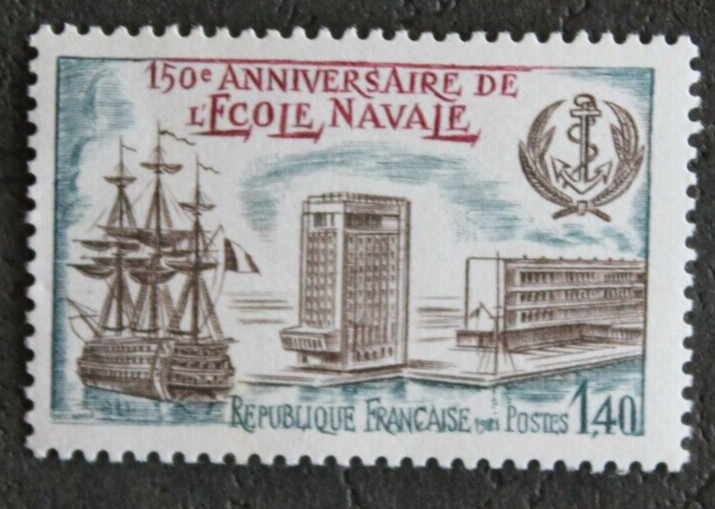 150e ANNIVERSAIRE DE
L'ECOLE NAVALE
REPUBLIQUE FRANCAISE 1981 POSTES 1,40